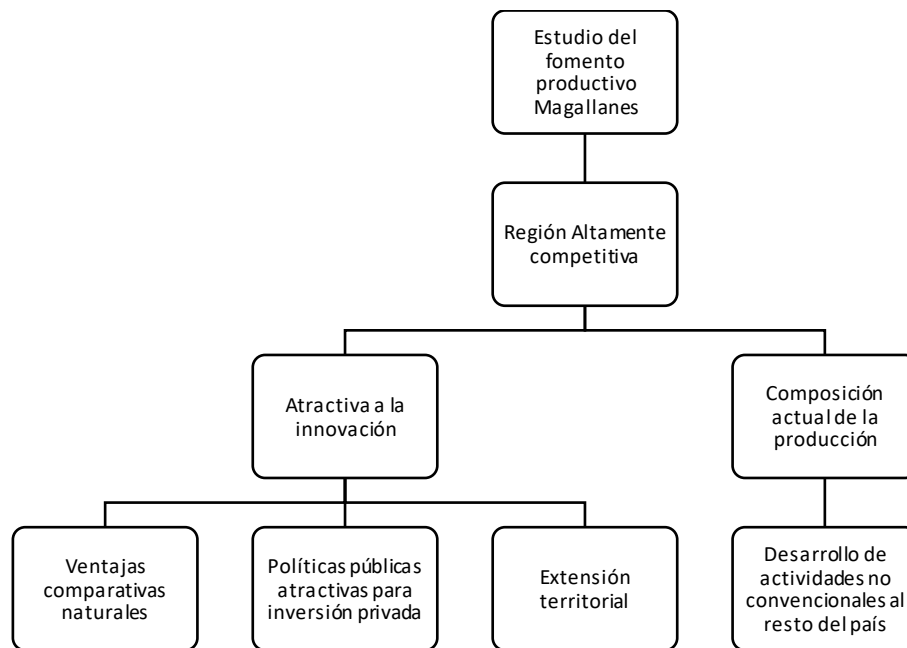 Estudio del
fomento
productivo
Magallanes
Región Altamente
competitiva
Atractiva a la
innovación
Composición
actual de la
producción
Ventajas
comparativas
naturales
Políticas públicas
atractivas para
inversión privada
Extensión
territorial
Desarrollo de
actividades no
convencionales al
resto del país